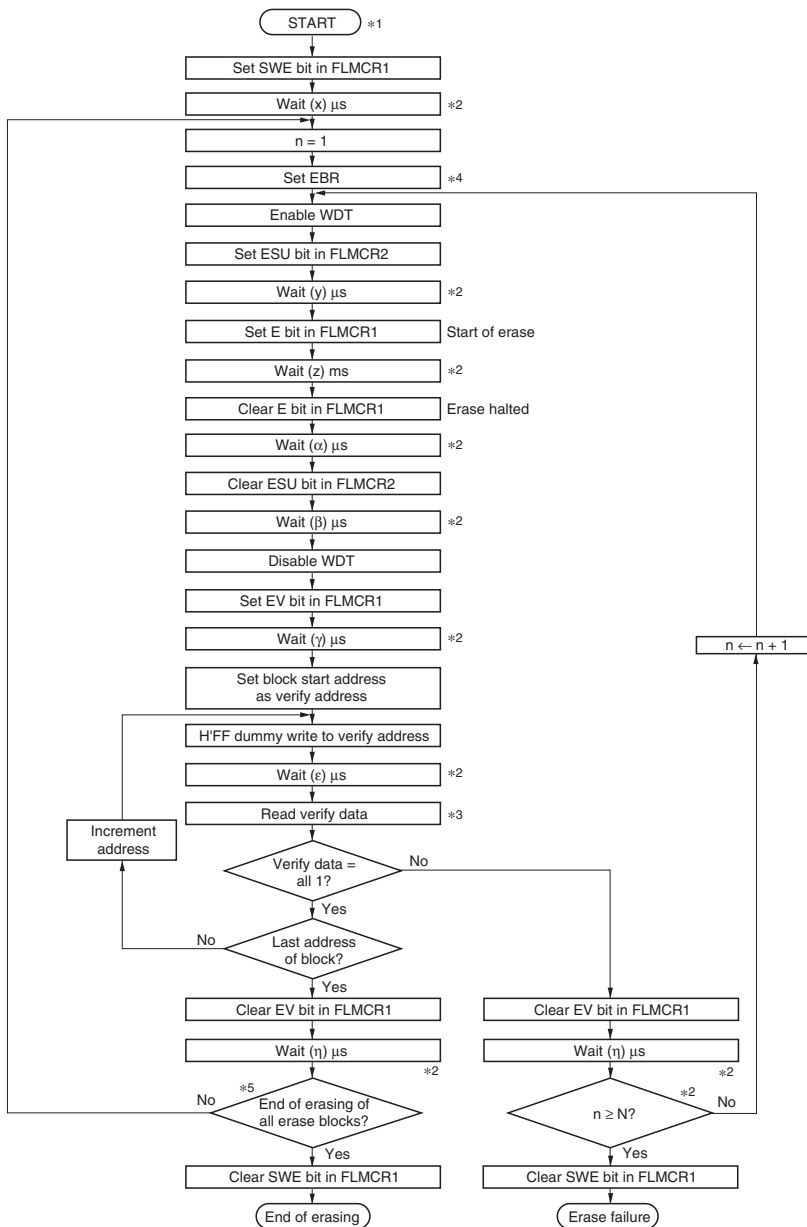 START *1
Set SWE bit in FLMCR1
Wait (x) μs *2
n = 1
Set EBR *4
Enable WDT
Set ESU bit in FLMCR2
Wait (y) μs *2
Set E bit in FLMCR1 Start of erase
Wait (z) ms *2
Clear E bit in FLMCR1 Erase halted
Wait (α) μs *2
Clear ESU bit in FLMCR2
Wait (β) μs *2
Disable WDT
Set EV bit in FLMCR1
Wait (γ) μs *2
n ← n + 1
Set block start address
as verify address
H'FF dummy write to verify address
Wait (ε) μs *2
Read verify data *3
Increment
address
Verify data =
all 1?
No
Yes
No
Last address
of block?
Yes
Clear EV bit in FLMCR1
Clear EV bit in FLMCR1
Wait (η) μs
*2
Wait (η) μs
*2
No
*5
End of erasing of
all erase blocks?
*2
n ≥ N?
No
Yes
Yes
Clear SWE bit in FLMCR1
Clear SWE bit in FLMCR1
End of erasing
Erase failure